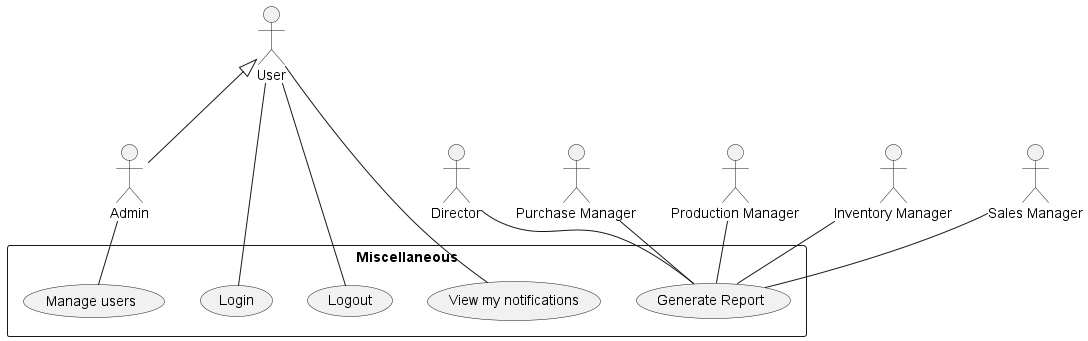 User
Admin
Director
Purchase Manager
Production Manager
Inventory Manager
Sales Manager
Miscellaneous
Manage users
Login
Logout
View my notifications
Generate Report